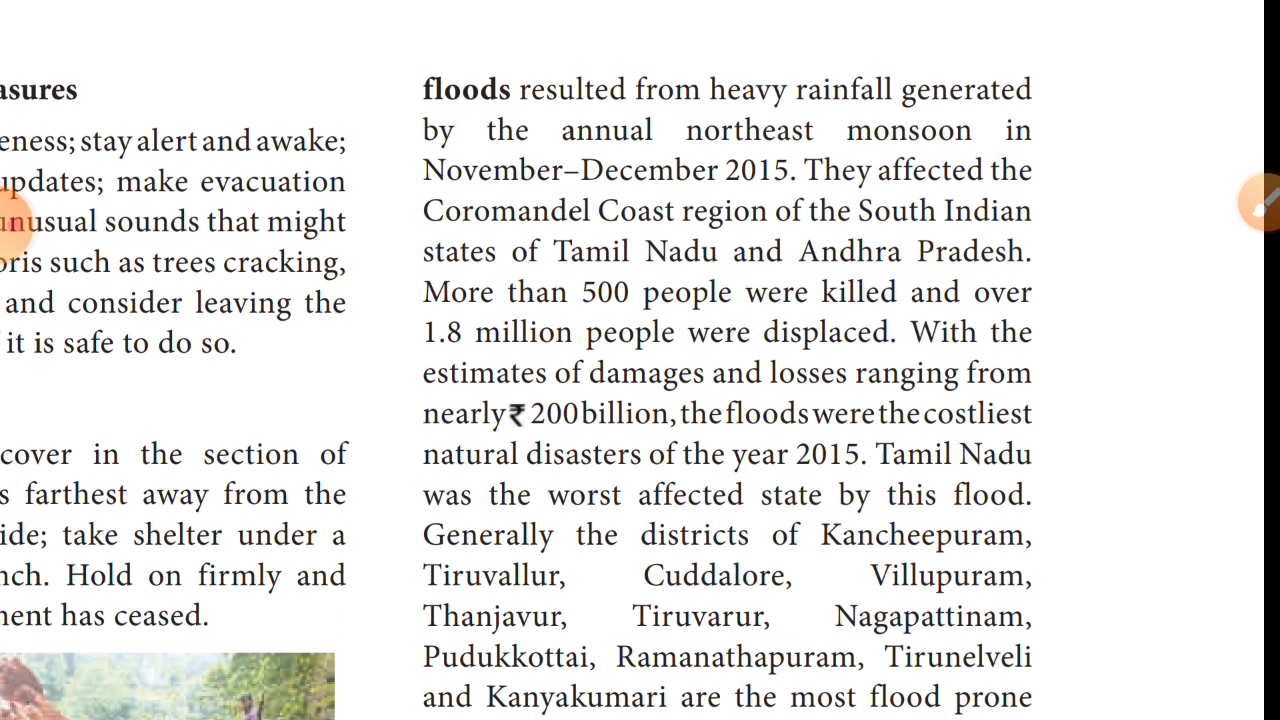 asures
eness; stay alert and awake;
updates; make evacuation
unusual sounds that might
bris such as trees cracking,
and consider leaving the
it is safe to do so.
cover in the section of
s farthest away from the
ide; take shelter under a
nch. Hold on firmly and
ment has ceased.
floods resulted from heavy rainfall generated
by the annual northeast monsoon in
November–December 2015. They affected the
Coromandel Coast region of the South Indian
states of Tamil Nadu and Andhra Pradesh.
More than 500 people were killed and over
1.8 million people were displaced. With the
estimates of damages and losses ranging from
nearly ₹ 200 billion, the floods were the costliest
natural disasters of the year 2015. Tamil Nadu
was the worst affected state by this flood.
Generally the districts of Kancheepuram,
Tiruvallur, Cuddalore, Villupuram,
Thanjavur, Tiruvarur, Nagapattinam,
Pudukkottai, Ramanathapuram, Tirunelveli
and Kanyakumari are the most flood prone